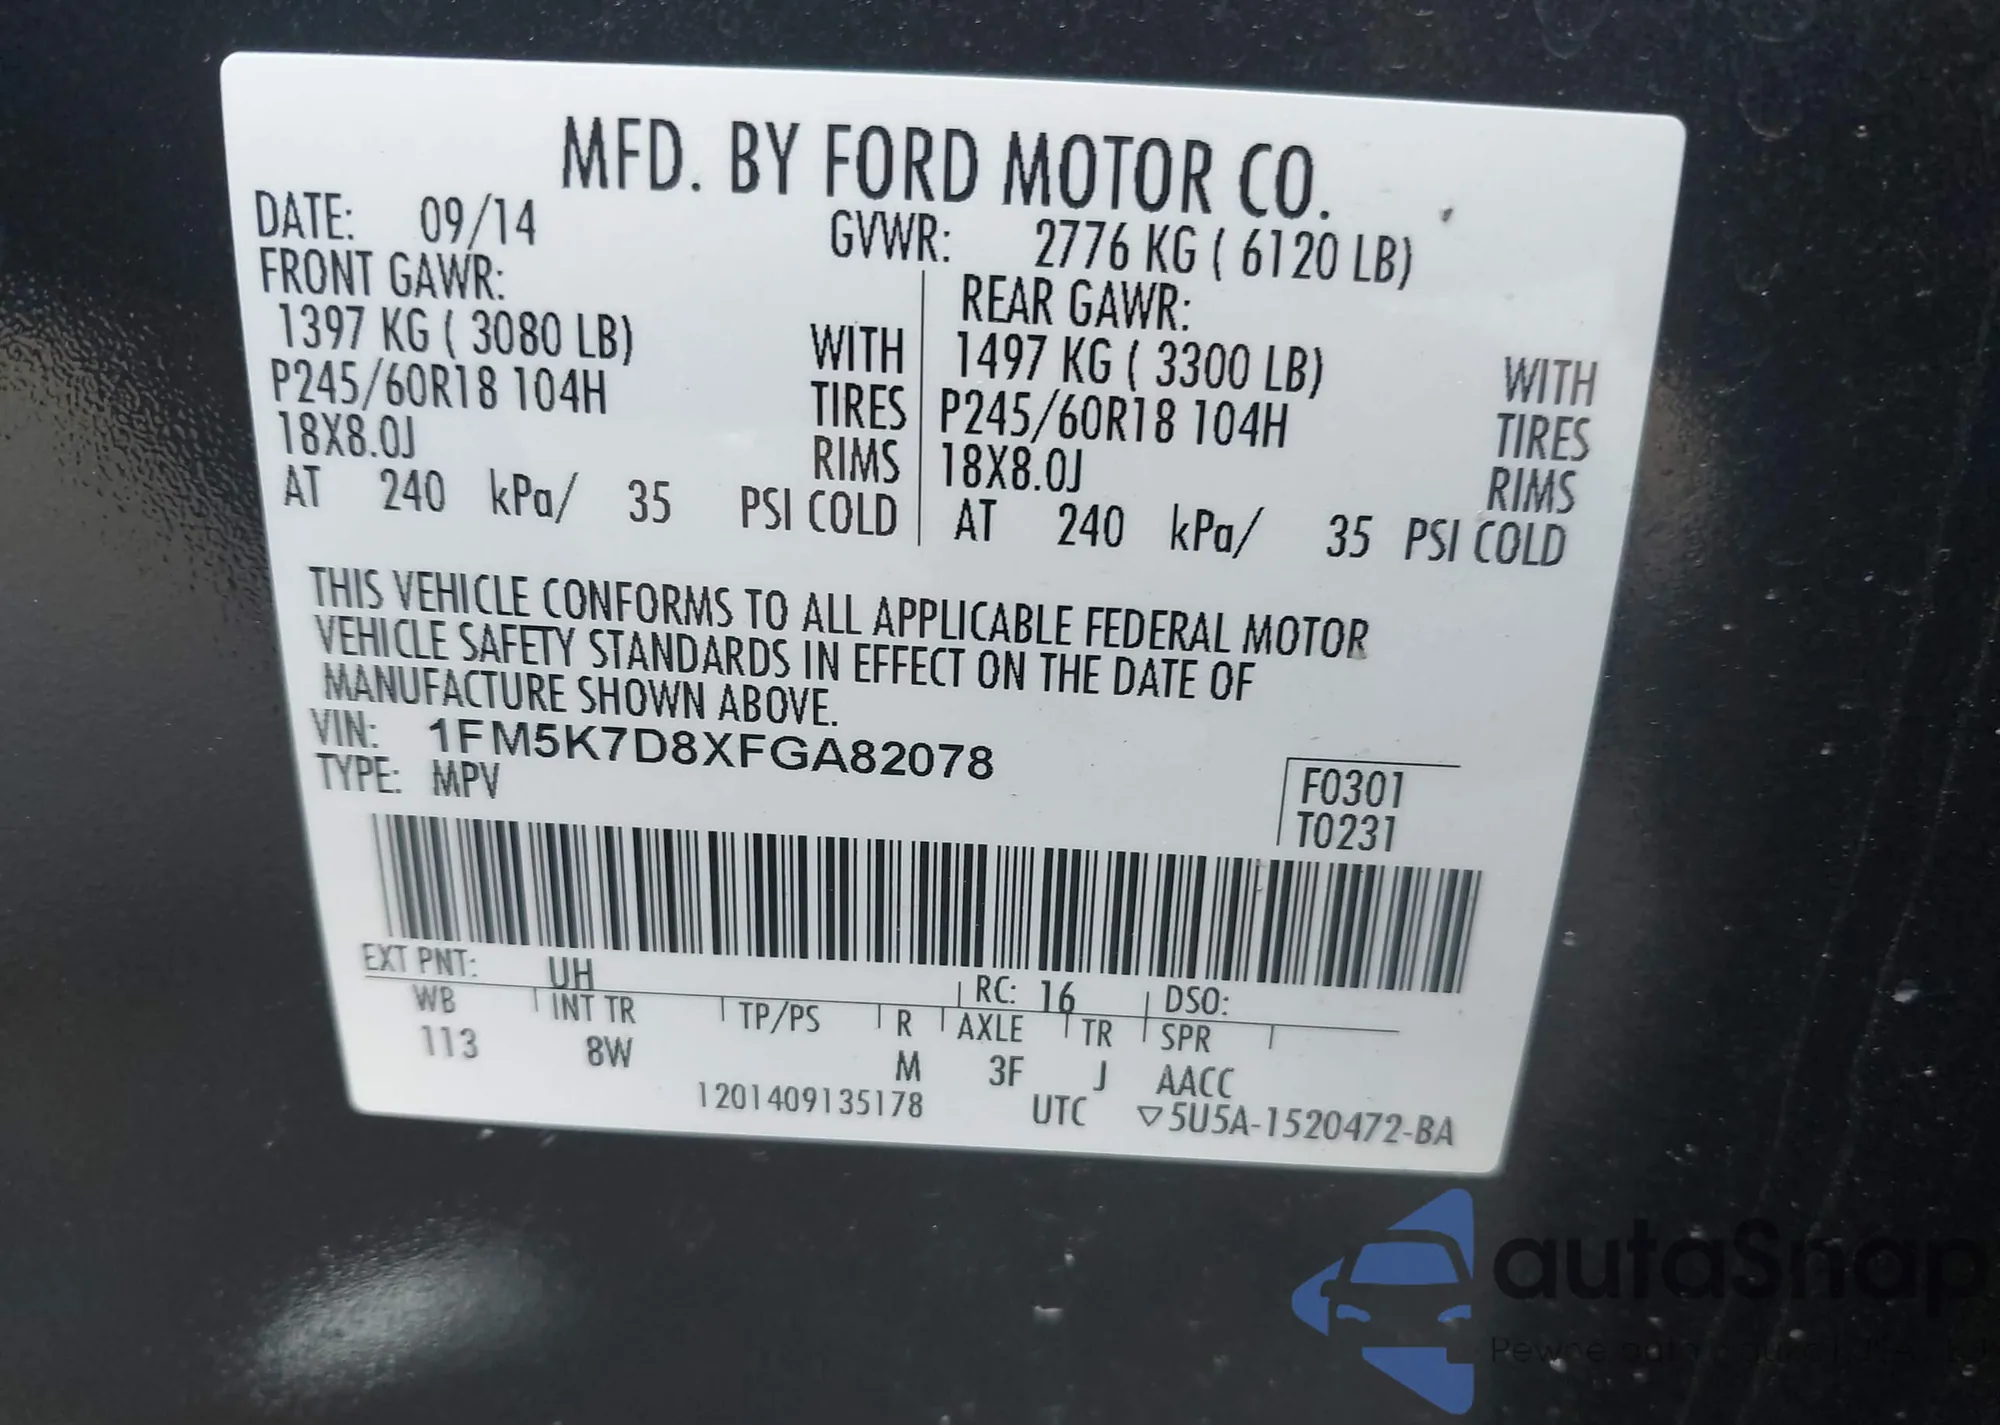 MFD. BY FORD MOTOR CO.
DATE: 09/14 GVWR: 2776 KG ( 6120 LB)
FRONT GAWR: REAR GAWR:
1397 KG ( 3080 LB) WITH 1497 KG ( 3300 LB) WITH
P245/60R18 104H TIRES P245/60R18 104H TIRES
18X8.0J RIMS 18X8.0J RIMS
AT 240 kPa/ 35 PSI COLD AT 240 kPa/ 35 PSI COLD
THIS VEHICLE CONFORMS TO ALL APPLICABLE FEDERAL MOTOR
VEHICLE SAFETY STANDARDS IN EFFECT ON THE DATE OF
MANUFACTURE SHOWN ABOVE.
VIN: 1FM5K7D8XFGA82078
TYPE: MPV
F0301
T0231
EXT PNT: UH RC: 16 DSO:
WB INT TR TP/PS R AXLE TR SPR
113 8W M 3F J AACC
1201409135178 UTC ▽5U5A-1520472-BA
autaSnap
Pewne auta